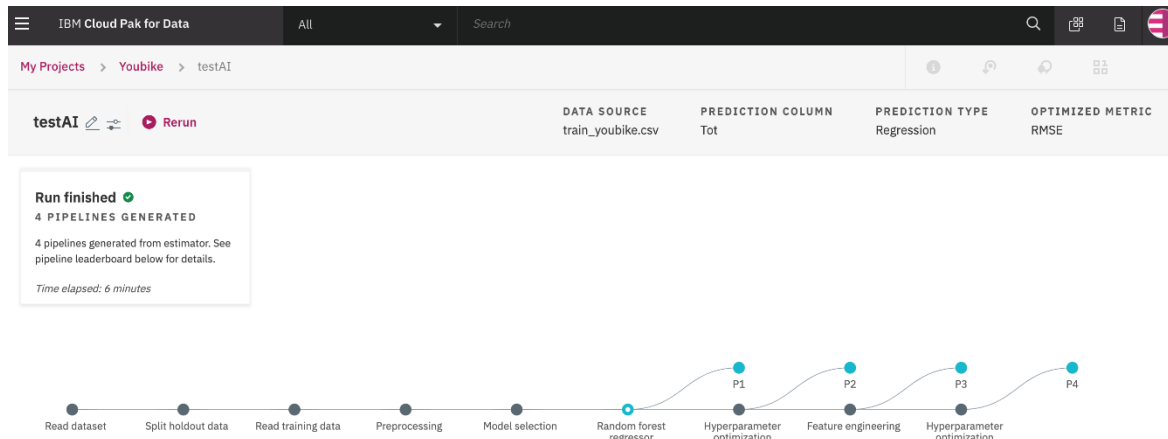 IBM Cloud Pak for Data All Search
My Projects > Youbike > testAI
testAI Rerun
DATA SOURCE PREDICTION COLUMN PREDICTION TYPE OPTIMIZED METRIC
train_youbike.csv Tot Regression RMSE
Run finished
4 PIPELINES GENERATED
4 pipelines generated from estimator. See
pipeline leaderboard below for details.
Time elapsed: 6 minutes
P1 P2 P3 P4
Read dataset Split holdout data Read training data Preprocessing Model selection Random forest Hyperparameter Feature engineering Hyperparameter
regressor optimization optimization